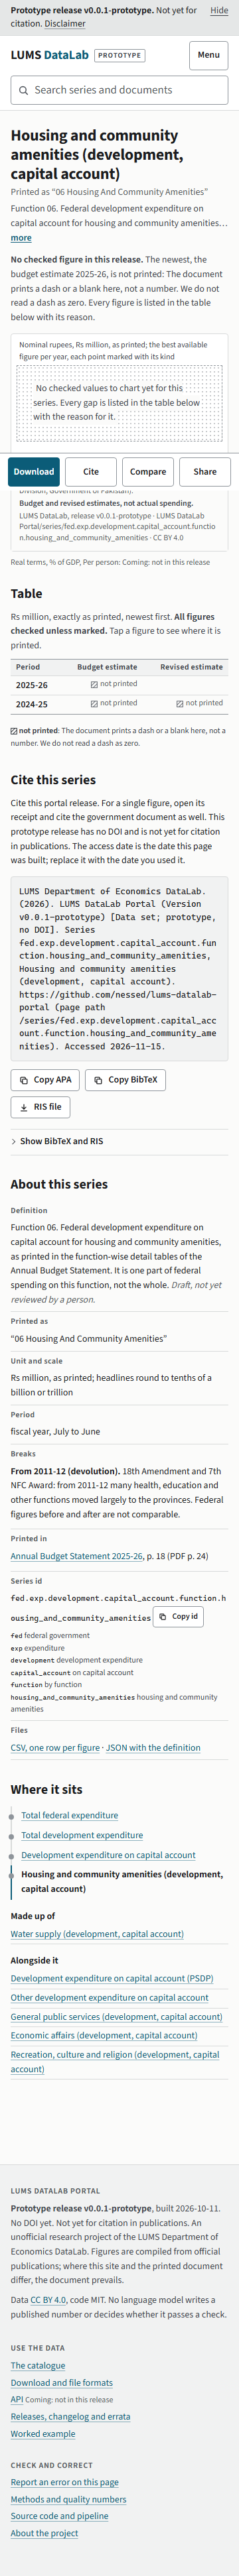 Prototype release v0.0.1-prototype. Not yet for
citation. Disclaimer
Hide
LUMS DataLab PROTOTYPE
Menu
Search series and documents
Housing and community
amenities (development,
capital account)
Printed as “06 Housing And Community Amenities”
Function 06. Federal development expenditure on
capital account for housing and community amenities…
more
No checked figure in this release. The newest, the
budget estimate 2025-26, is not printed: The document
prints a dash or a blank here, not a number. We do not
read a dash as zero. Every figure is listed in the table
below with its reason.
Nominal rupees, Rs million, as printed; the best available
figure per year, each point marked with its kind
No checked values to chart yet for this
series. Every gap is listed in the table below
with the reason for it.
Download
Cite
Compare
Share
Division, Government of Pakistan).
Budget and revised estimates, not actual spending.
LUMS DataLab, release v0.0.1-prototype · LUMS DataLab
Portal/series/fed.exp.development.capital_account.functio
n.housing_and_community_amenities · CC BY 4.0
Real terms, % of GDP, Per person: Coming: not in this release
Table
Rs million, exactly as printed, newest first. All figures
checked unless marked. Tap a figure to see where it is
printed.
Period Budget estimate Revised estimate
2025-26 not printed
2024-25 not printed not printed
not printed: The document prints a dash or a blank here, not a
number. We do not read a dash as zero.
Cite this series
Cite this portal release. For a single figure, open its
receipt and cite the government document as well. This
prototype release has no DOI and is not yet for citation
in publications. The access date is the date this page
was built; replace it with the date you used it.
LUMS Department of Economics DataLab.
(2026). LUMS DataLab Portal (Version
v0.0.1-prototype) [Data set; prototype,
no DOI]. Series
fed.exp.development.capital_account.fun
ction.housing_and_community_amenities,
Housing and community amenities
(development, capital account).
https://github.com/nessed/lums-datalab-
portal (page path
/series/fed.exp.development.capital_acc
ount.function.housing_and_community_ame
nities). Accessed 2026-11-15.
Copy APA
Copy BibTeX
RIS file
Show BibTeX and RIS
About this series
Definition
Function 06. Federal development expenditure on
capital account for housing and community amenities,
as printed in the function-wise detail tables of the
Annual Budget Statement. It is one part of federal
spending on this function, not the whole. Draft, not yet
reviewed by a person.
Printed as
“06 Housing And Community Amenities”
Unit and scale
Rs million, as printed; headlines round to tenths of a
billion or trillion
Period
fiscal year, July to June
Breaks
From 2011-12 (devolution). 18th Amendment and 7th
NFC Award: from 2011-12 many health, education and
other functions moved largely to the provinces. Federal
figures before and after are not comparable.
Printed in
Annual Budget Statement 2025-26, p. 18 (PDF p. 24)
Series id
fed.exp.development.capital_account.function.h
ousing_and_community_amenities Copy id
fed federal government
exp expenditure
development development expenditure
capital_account on capital account
function by function
housing_and_community_amenities housing and community
amenities
Files
CSV, one row per figure · JSON with the definition
Where it sits
Total federal expenditure
Total development expenditure
Development expenditure on capital account
Housing and community amenities (development,
capital account)
Made up of
Water supply (development, capital account)
Alongside it
Development expenditure on capital account (PSDP)
Other development expenditure on capital account
General public services (development, capital account)
Economic affairs (development, capital account)
Recreation, culture and religion (development, capital
account)
LUMS DATALAB PORTAL
Prototype release v0.0.1-prototype, built 2026-10-11.
No DOI yet. Not yet for citation in publications. An
unofficial research project of the LUMS Department of
Economics DataLab. Figures are compiled from official
publications; where this site and the printed document
differ, the document prevails.
Data CC BY 4.0, code MIT. No language model writes a
published number or decides whether it passes a check.
USE THE DATA
The catalogue
Download and file formats
API Coming: not in this release
Releases, changelog and errata
Worked example
CHECK AND CORRECT
Report an error on this page
Methods and quality numbers
Source code and pipeline
About the project